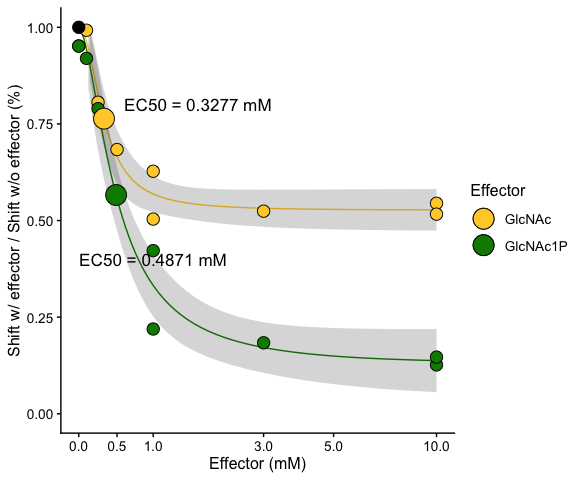 1.00
0.75
0.50
0.25
0.00
Shift w/ effector / Shift w/o effector (%)
EC50 = 0.3277 mM
EC50 = 0.4871 mM
0.0 0.5 1.0 3.0 5.0 10.0
Effector (mM)
Effector
GlcNAc
GlcNAc1P